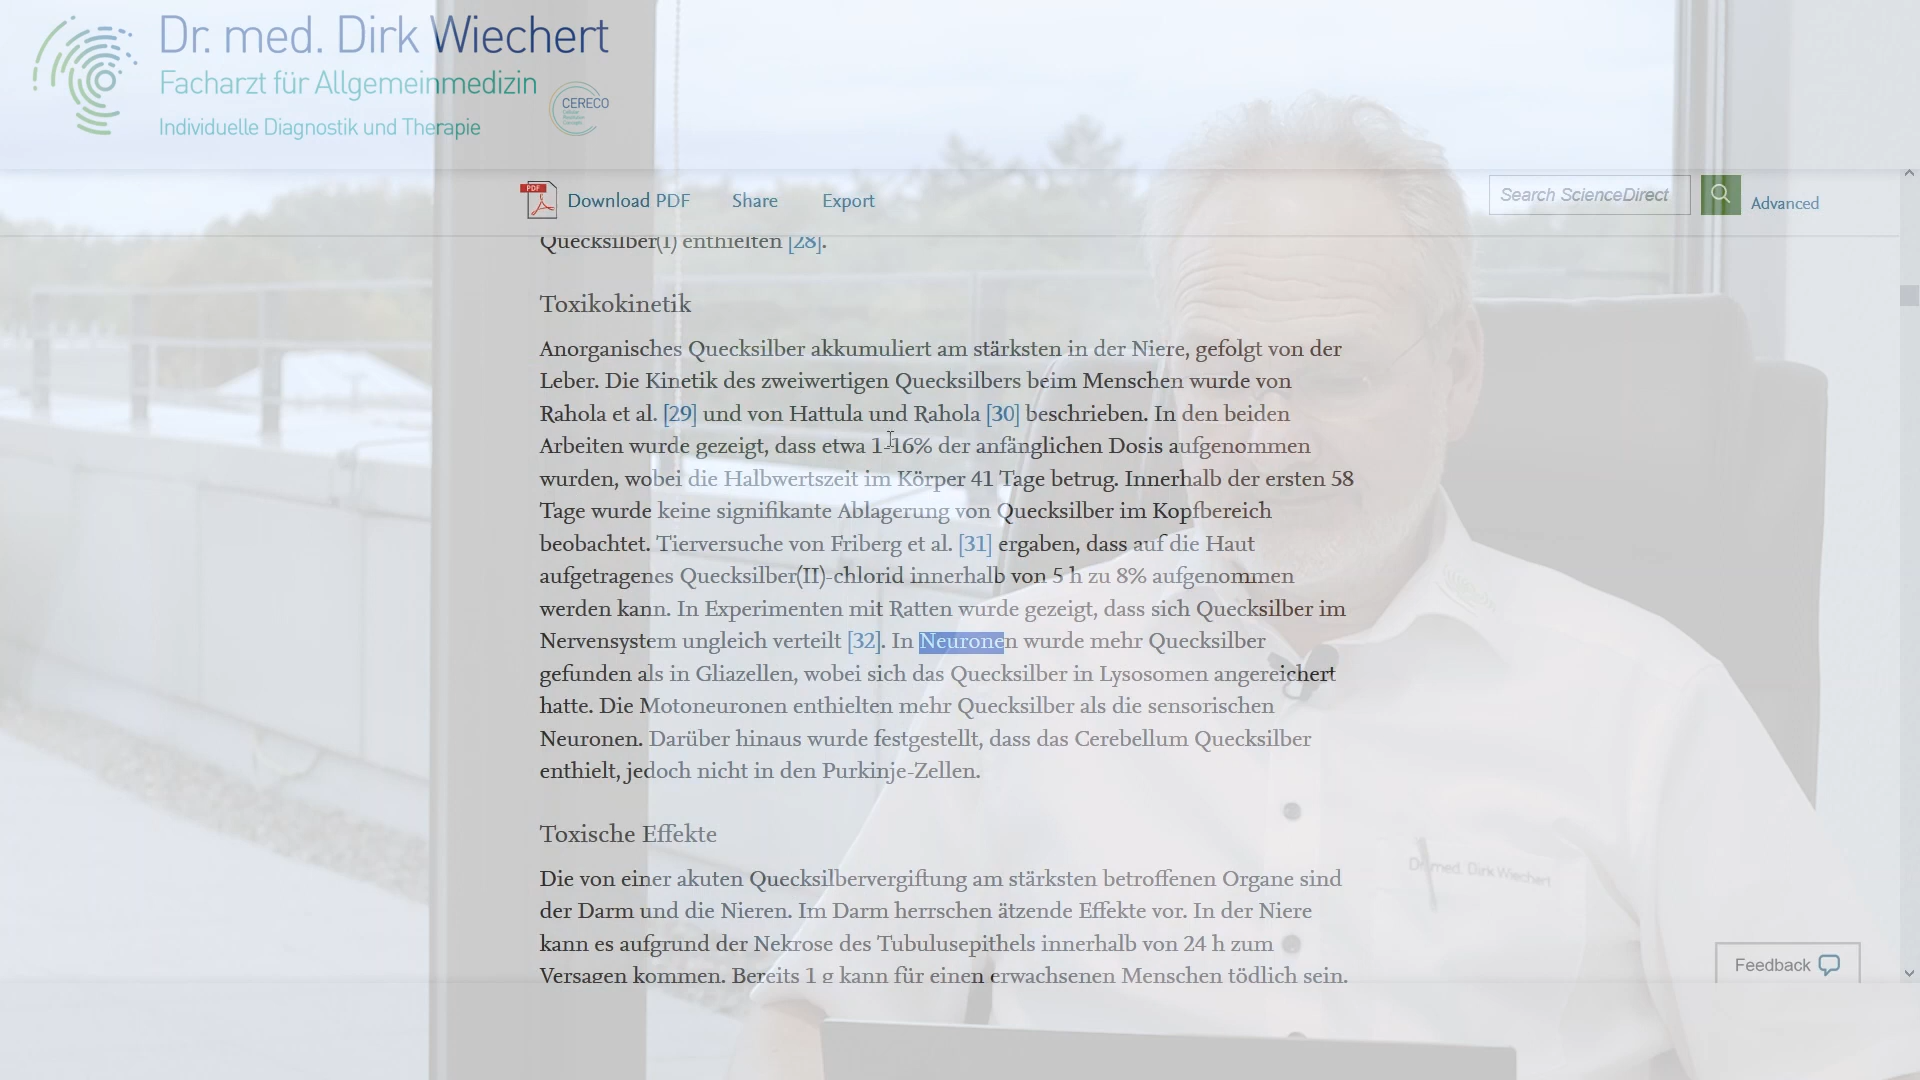 Dr. med. Dirk Wiechert
Facharzt für Allgemeinmedizin
CERECO
Individuelle Diagnostik und Therapie
PDF
Download PDF
Share
Export
Search ScienceDirect
Advanced
Quecksilber(I) enthielten [28].
Toxikokinetik
Anorganisches Quecksilber akkumuliert am stärksten in der Niere, gefolgt von der
Leber. Die Kinetik des zweiwertigen Quecksilbers beim Menschen wurde von
Rahola et al. [29] und von Hattula und Rahola [30] beschrieben. In den beiden
Arbeiten wurde gezeigt, dass etwa 1-16% der anfänglichen Dosis aufgenommen
wurden, wobei die Halbwertszeit im Körper 41 Tage betrug. Innerhalb der ersten 58
Tage wurde keine signifikante Ablagerung von Quecksilber im Kopfbereich
beobachtet. Tierversuche von Friberg et al. [31] ergaben, dass auf die Haut
aufgetragenes Quecksilber(II)-chlorid innerhalb von 5 h zu 8% aufgenommen
werden kann. In Experimenten mit Ratten wurde gezeigt, dass sich Quecksilber im
Nervensystem ungleich verteilt [32]. In Neuronen wurde mehr Quecksilber
gefunden als in Gliazellen, wobei sich das Quecksilber in Lysosomen angereichert
hatte. Die Motoneuronen enthielten mehr Quecksilber als die sensorischen
Neuronen. Darüber hinaus wurde festgestellt, dass das Cerebellum Quecksilber
enthielt, jedoch nicht in den Purkinje-Zellen.
Toxische Effekte
Die von einer akuten Quecksilbervergiftung am stärksten betroffenen Organe sind
der Darm und die Nieren. Im Darm herrschen ätzende Effekte vor. In der Niere
kann es aufgrund der Nekrose des Tubulusepithels innerhalb von 24 h zum
Versagen kommen. Bereits 1 g kann für einen erwachsenen Menschen tödlich sein.
Dr. med. Dirk Wiechert
Feedback